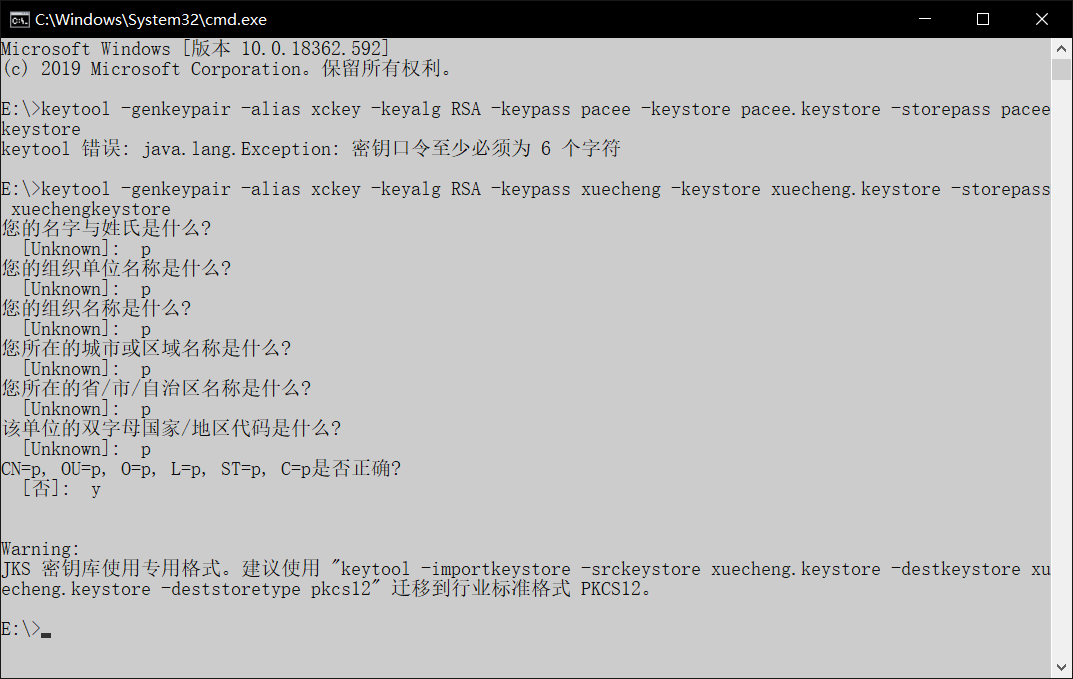 C:\Windows\System32\cmd.exe
Microsoft Windows [版本 10.0.18362.592]
(c) 2019 Microsoft Corporation。保留所有权利。
E:\>keytool -genkeypair -alias xckey -keyalg RSA -keypass pacee -keystore pacee.keystore -storepass pacee
keystore
keytool 错误: java.lang.Exception: 密钥口令至少必须为 6 个字符
E:\>keytool -genkeypair -alias xckey -keyalg RSA -keypass xuecheng -keystore xuecheng.keystore -storepass
 xuechengkeystore
您的名字与姓氏是什么?
  [Unknown]:  p
您的组织单位名称是什么?
  [Unknown]:  p
您的组织名称是什么?
  [Unknown]:  p
您所在的城市或区域名称是什么?
  [Unknown]:  p
您所在的省/市/自治区名称是什么?
  [Unknown]:  p
该单位的双字母国家/地区代码是什么?
  [Unknown]:  p
CN=p, OU=p, O=p, L=p, ST=p, C=p是否正确?
  [否]:  y
Warning:
JKS 密钥库使用专用格式。建议使用 "keytool -importkeystore -srckeystore xuecheng.keystore -destkeystore xu
echeng.keystore -deststoretype pkcs12" 迁移到行业标准格式 PKCS12。
E:\>